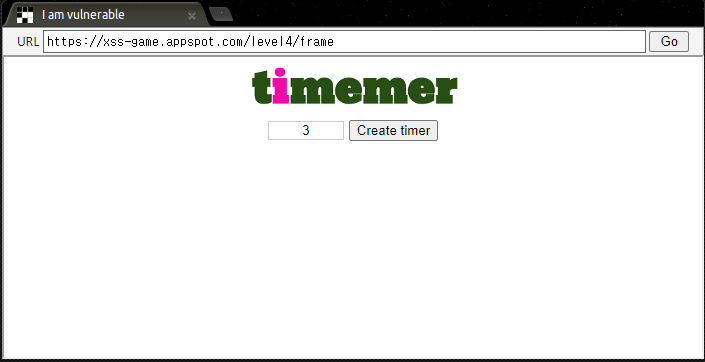 I am vulnerable
URL https://xss-game.appspot.com/level4/frame Go
timemer
3 Create timer